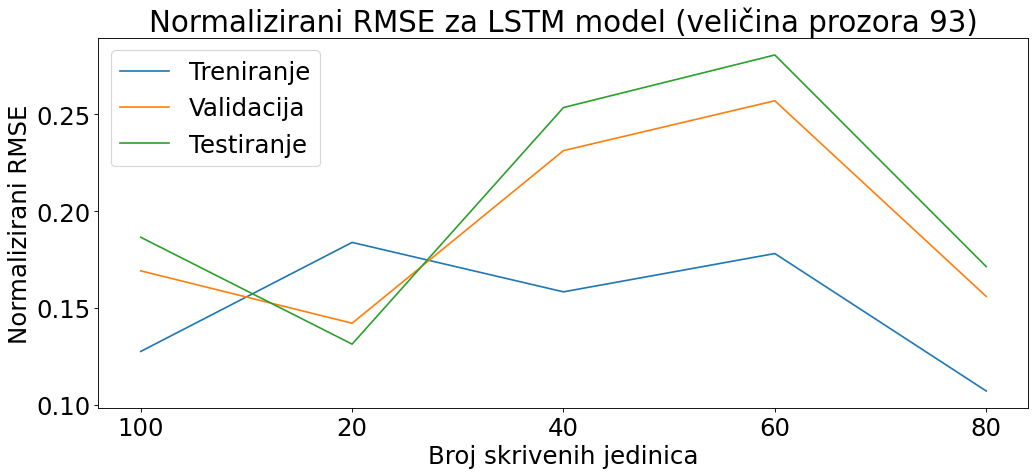 Normalizirani RMSE za LSTM model (veličina prozora 93)
Treniranje
Validacija
Testiranje
Normalizirani RMSE
0.25
0.20
0.15
0.10
100 20 40 60 80
Broj skrivenih jedinica